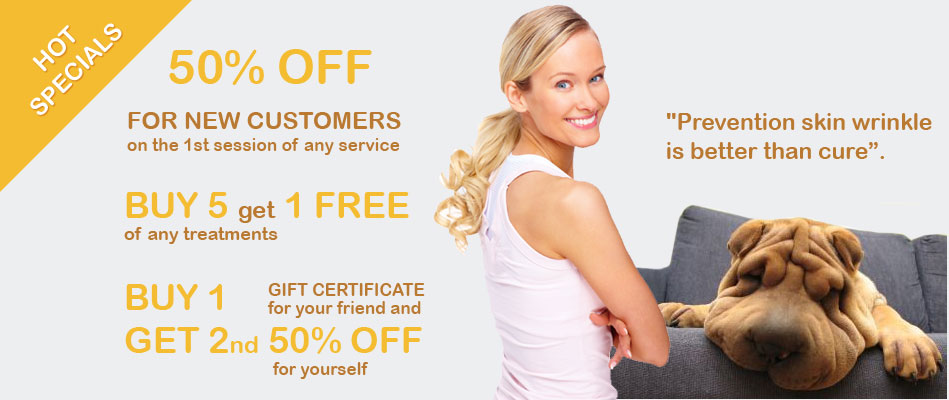 HOT
SPECIALS
50% OFF
FOR NEW CUSTOMERS
on the 1st session of any service
BUY 5 get 1 FREE
of any treatments
BUY 1 GIFT CERTIFICATE
for your friend and
GET 2nd 50% OFF
for yourself
"Prevention skin wrinkle
is better than cure”.